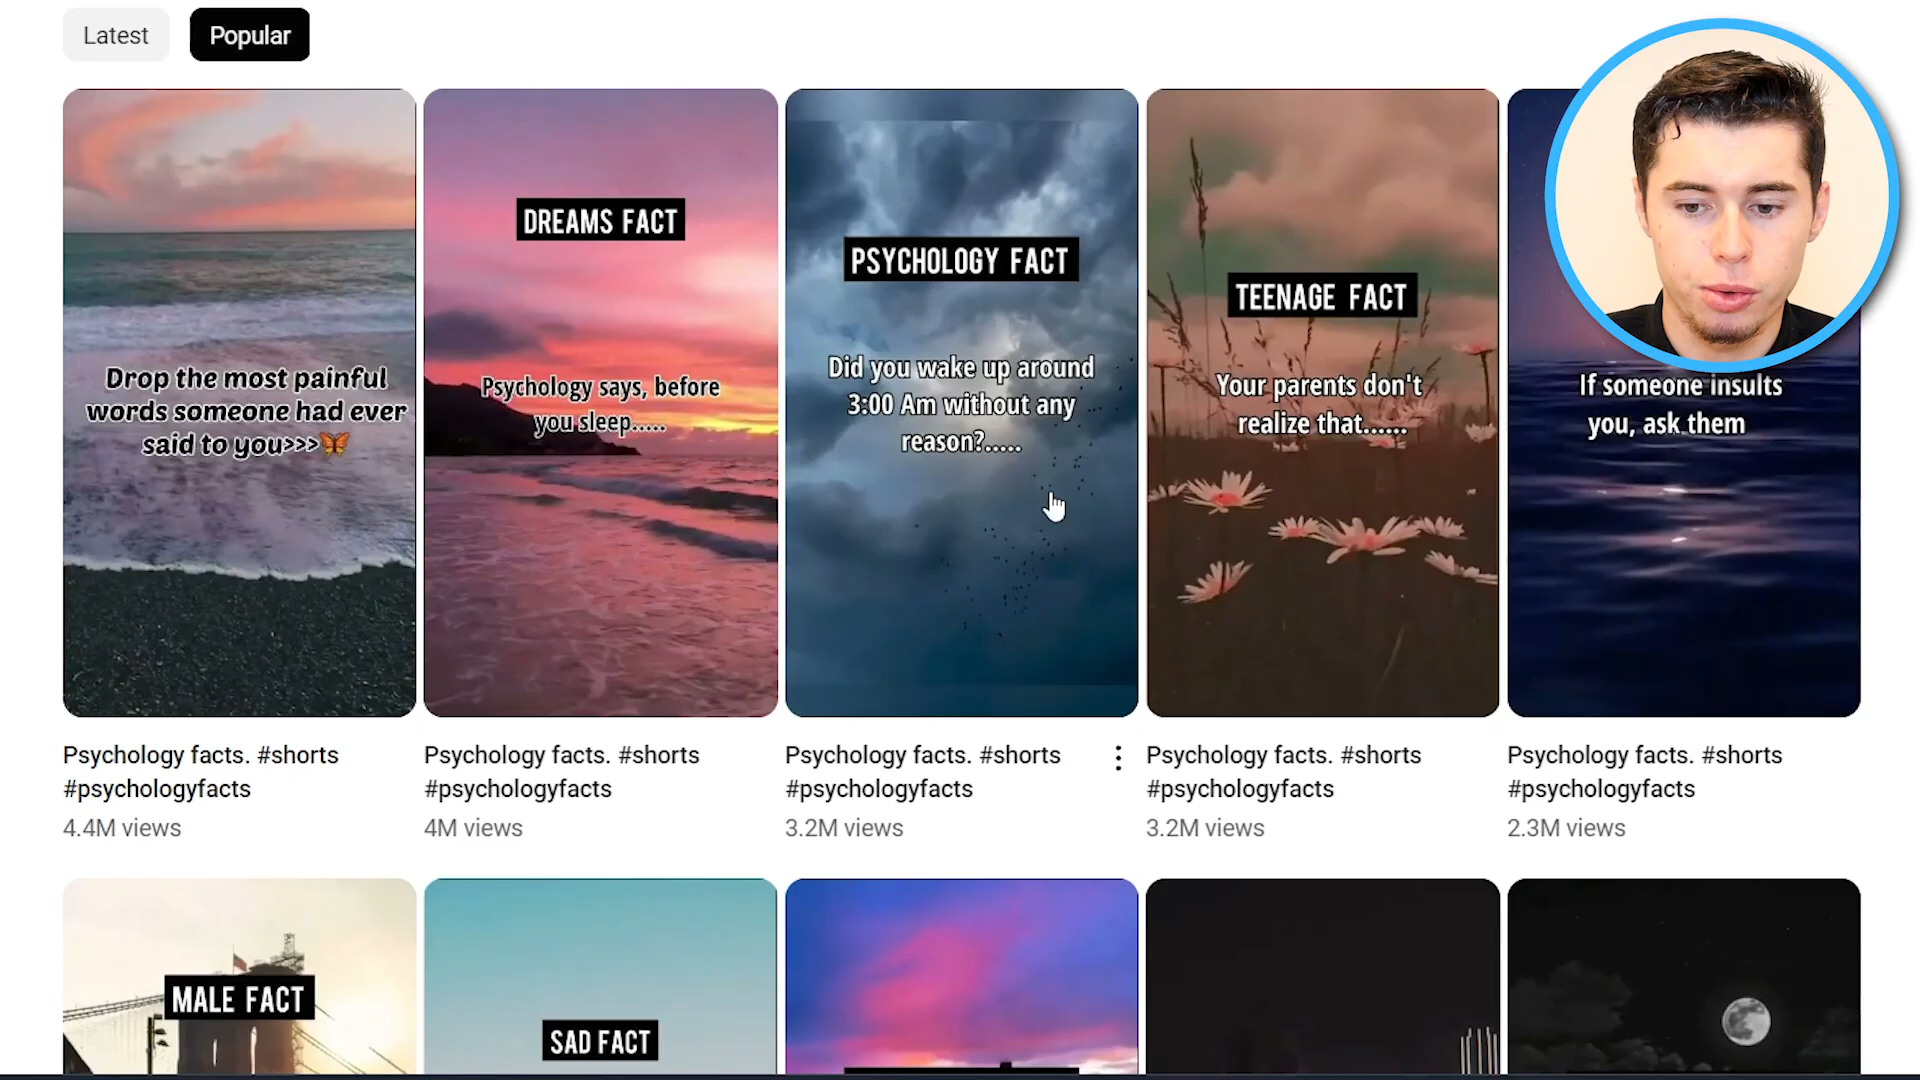 Latest
Popular
Drop the most painful
words someone had ever
said to you>>>🦋
DREAMS FACT
Psychology says, before
you sleep.....
PSYCHOLOGY FACT
Did you wake up around
3:00 Am without any
reason?.....
TEENAGE FACT
Your parents don't
realize that......
If someone insults
you, ask them
Psychology facts. #shorts
#psychologyfacts
4.4M views
Psychology facts. #shorts
#psychologyfacts
4M views
Psychology facts. #shorts
#psychologyfacts
3.2M views
Psychology facts. #shorts
#psychologyfacts
3.2M views
Psychology facts. #shorts
#psychologyfacts
2.3M views
MALE FACT
SAD FACT